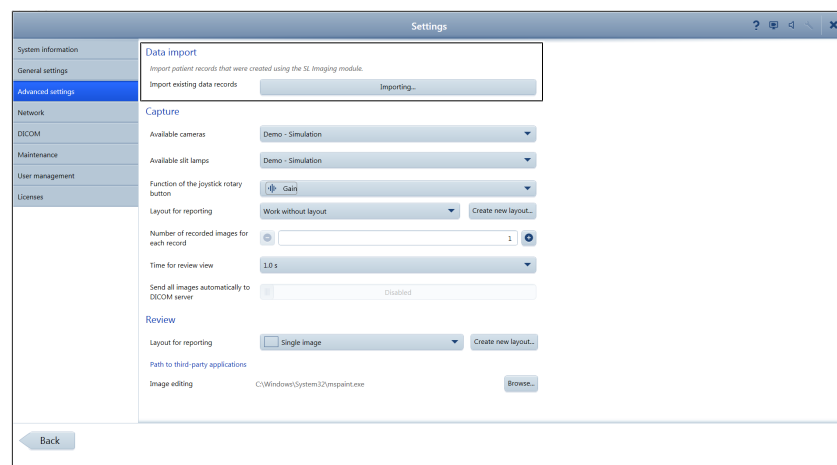 Settings
?
System information
General settings
Advanced settings
Network
DICOM
Maintenance
User management
Licenses
Data import
Import patient records that were created using the SL Imaging module.
Import existing data records
Importing...
Capture
Available cameras
Demo - Simulation
Available slit lamps
Demo - Simulation
Function of the joystick rotary
button
Gain
Layout for reporting
Work without layout
Create new layout...
Number of recorded images for
each record
1
Time for review view
1.0 s
Send all images automatically to
DICOM server
Disabled
Review
Layout for reporting
Single image
Create new layout...
Path to third-party applications
Image editing
C:\Windows\System32\mspaint.exe
Browse...
Back